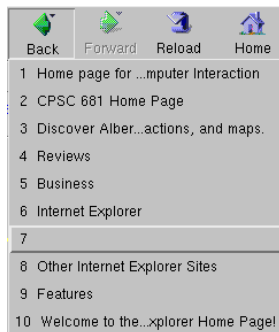 Back Forward Reload Home
1 Home page for ...mputer Interaction
2 CPSC 681 Home Page
3 Discover Alber...actions, and maps.
4 Reviews
5 Business
6 Internet Explorer
7
8 Other Internet Explorer Sites
9 Features
10 Welcome to the...xplorer Home Page!